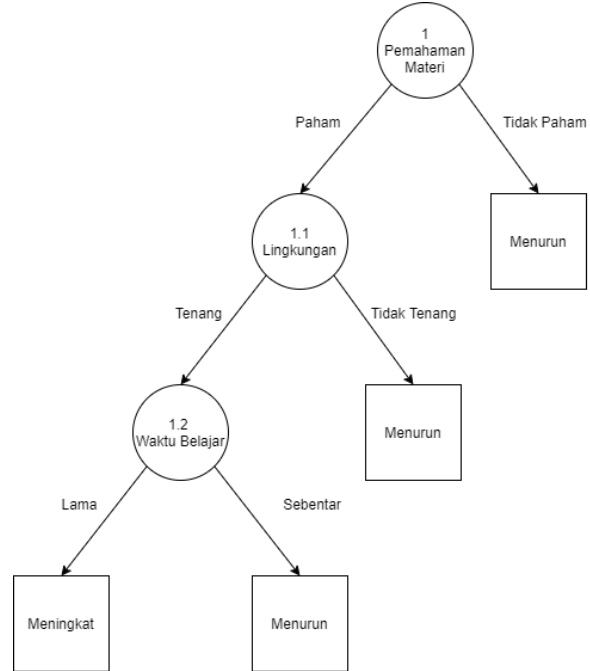 1
Pemahaman
Materi
Paham
Tidak Paham
1.1
Lingkungan
Menurun
Tenang
Tidak Tenang
1.2
Waktu Belajar
Menurun
Lama
Sebentar
Meningkat
Menurun